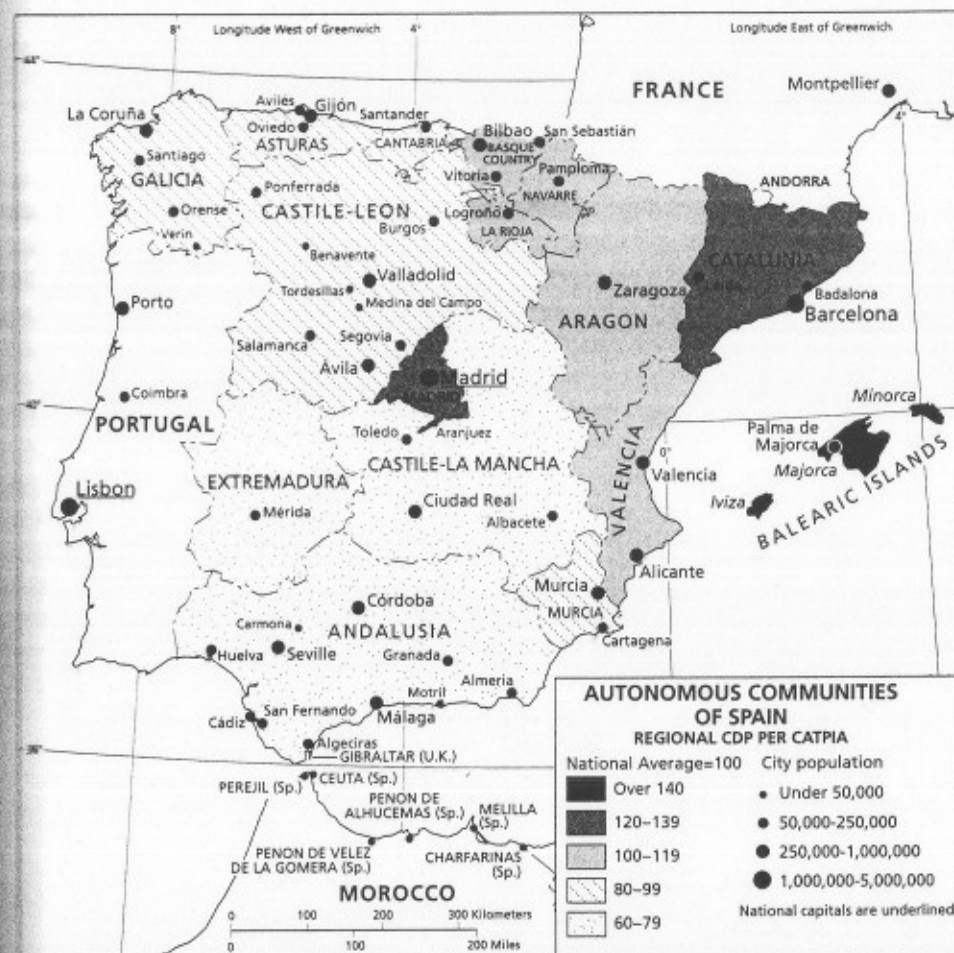 8°
Longitude West of Greenwich
4°
Longitude East of Greenwich
FRANCE
Montpellier
4°
La Coruña
Avilés
Gijón
Oviedo
ASTURAS
Santander
CANTABRIA
Bilbao
San Sebastián
BASQUE
COUNTRY
Santiago
GALICIA
Vitoria
Pamploma
NAVARRE
ANDORRA
Ponferrada
Orense
CASTILE-LEON
Logroño
LA RIOJA
Burgos
Verin
Benavente
CATALUNIA
Valladolid
Zaragoza
Tordesillas
Medina del Campo
Badalona
Barcelona
Porto
ARAGON
Salamanca
Segovia
Ávila
Madrid
MADRID
Minorca
Coimbra
PORTUGAL
Toledo
Aranjuez
Palma de
Majorca
Majorca
0°
CASTILE-LA MANCHA
VALENCIA
Valencia
EXTREMADURA
Iviza
BALEARIC ISLANDS
Lisbon
Mérida
Ciudad Real
Albacete
Alicante
Murcia
MURCIA
Cartagena
Córdoba
Carmona
ANDALUSIA
Huelva
Seville
Granada
Almeria
Motril
Málaga
San Fernando
Cádiz
Algeciras
GIBRALTAR (U.K.)
PEREJIL (Sp.)
CEUTA (Sp.)
PENON DE
ALHUCEMAS (Sp.)
MELILLA
(Sp.)
PENON DE VELEZ
DE LA GOMERA (Sp.)
CHARFARINAS
(Sp.)
MOROCCO
0 100 200 300 Kilometers
0 100 200 Miles
AUTONOMOUS COMMUNITIES
OF SPAIN
REGIONAL CDP PER CATPIA
National Average=100
Over 140
120–139
100–119
80–99
60–79
City population
Under 50,000
50,000-250,000
250,000-1,000,000
1,000,000-5,000,000
National capitals are underlined